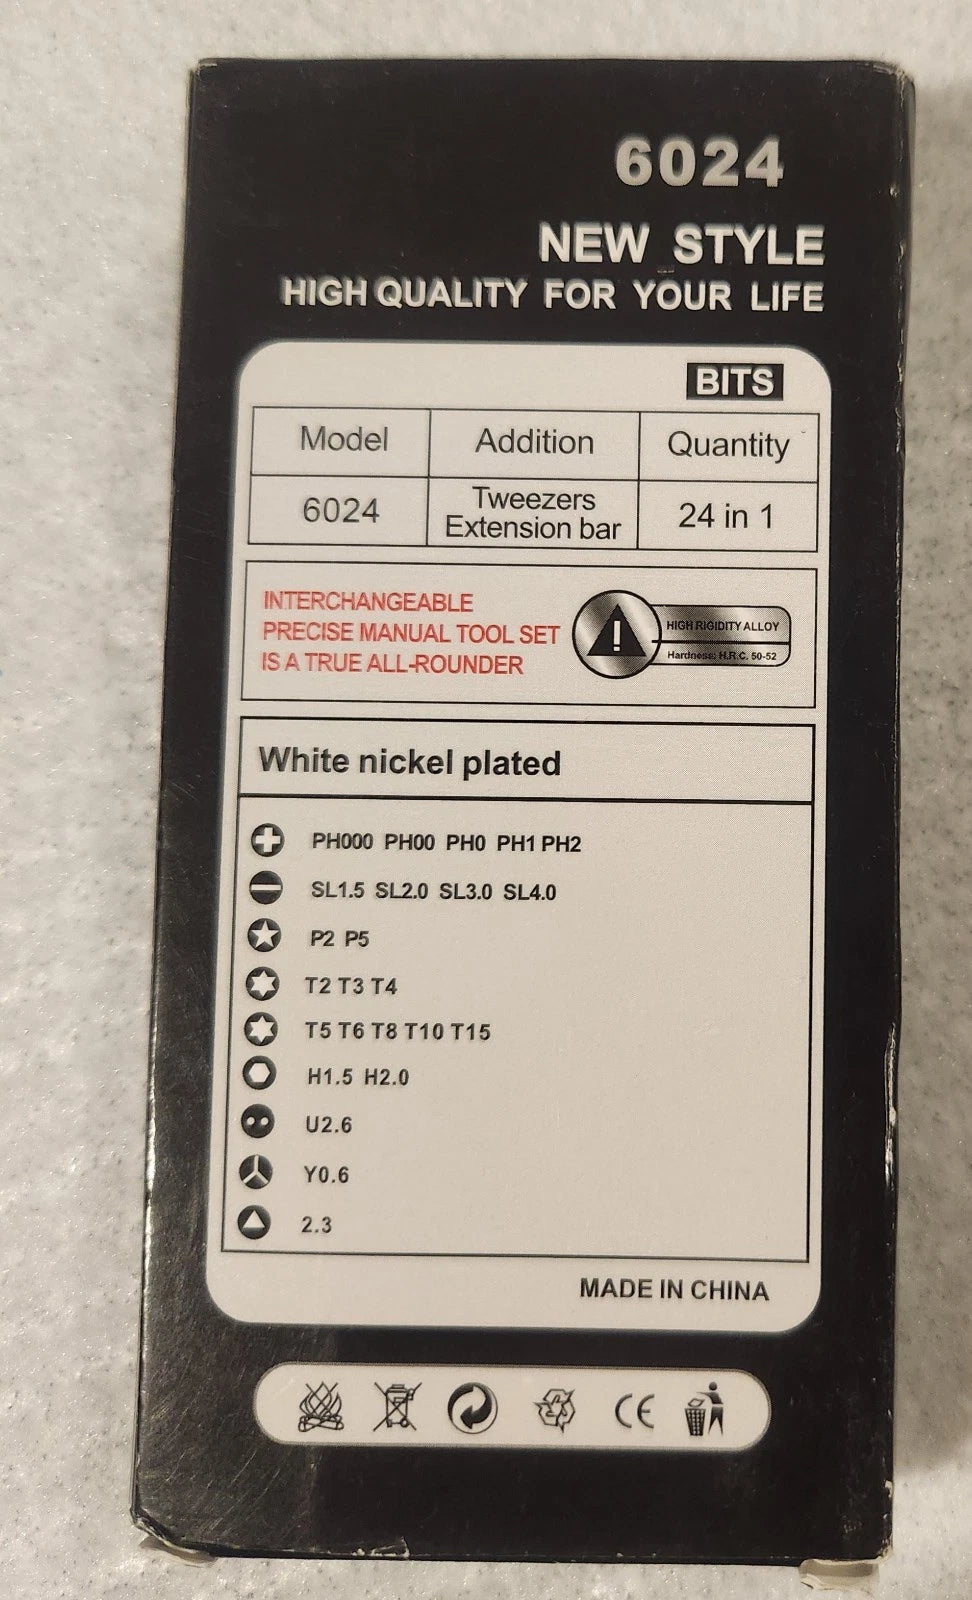 6024
NEW STYLE
HIGH QUALITY FOR YOUR LIFE
BITS
Model Addition Quantity
6024 Tweezers Extension bar 24 in 1
INTERCHANGEABLE
PRECISE MANUAL TOOL SET
IS A TRUE ALL-ROUNDER
HIGH RIGIDITY ALLOY
Hardness: H.R.C. 50-52
White nickel plated
PH000 PH00 PH0 PH1 PH2
SL1.5 SL2.0 SL3.0 SL4.0
P2 P5
T2 T3 T4
T5 T6 T8 T10 T15
H1.5 H2.0
U2.6
Y0.6
2.3
MADE IN CHINA
CE